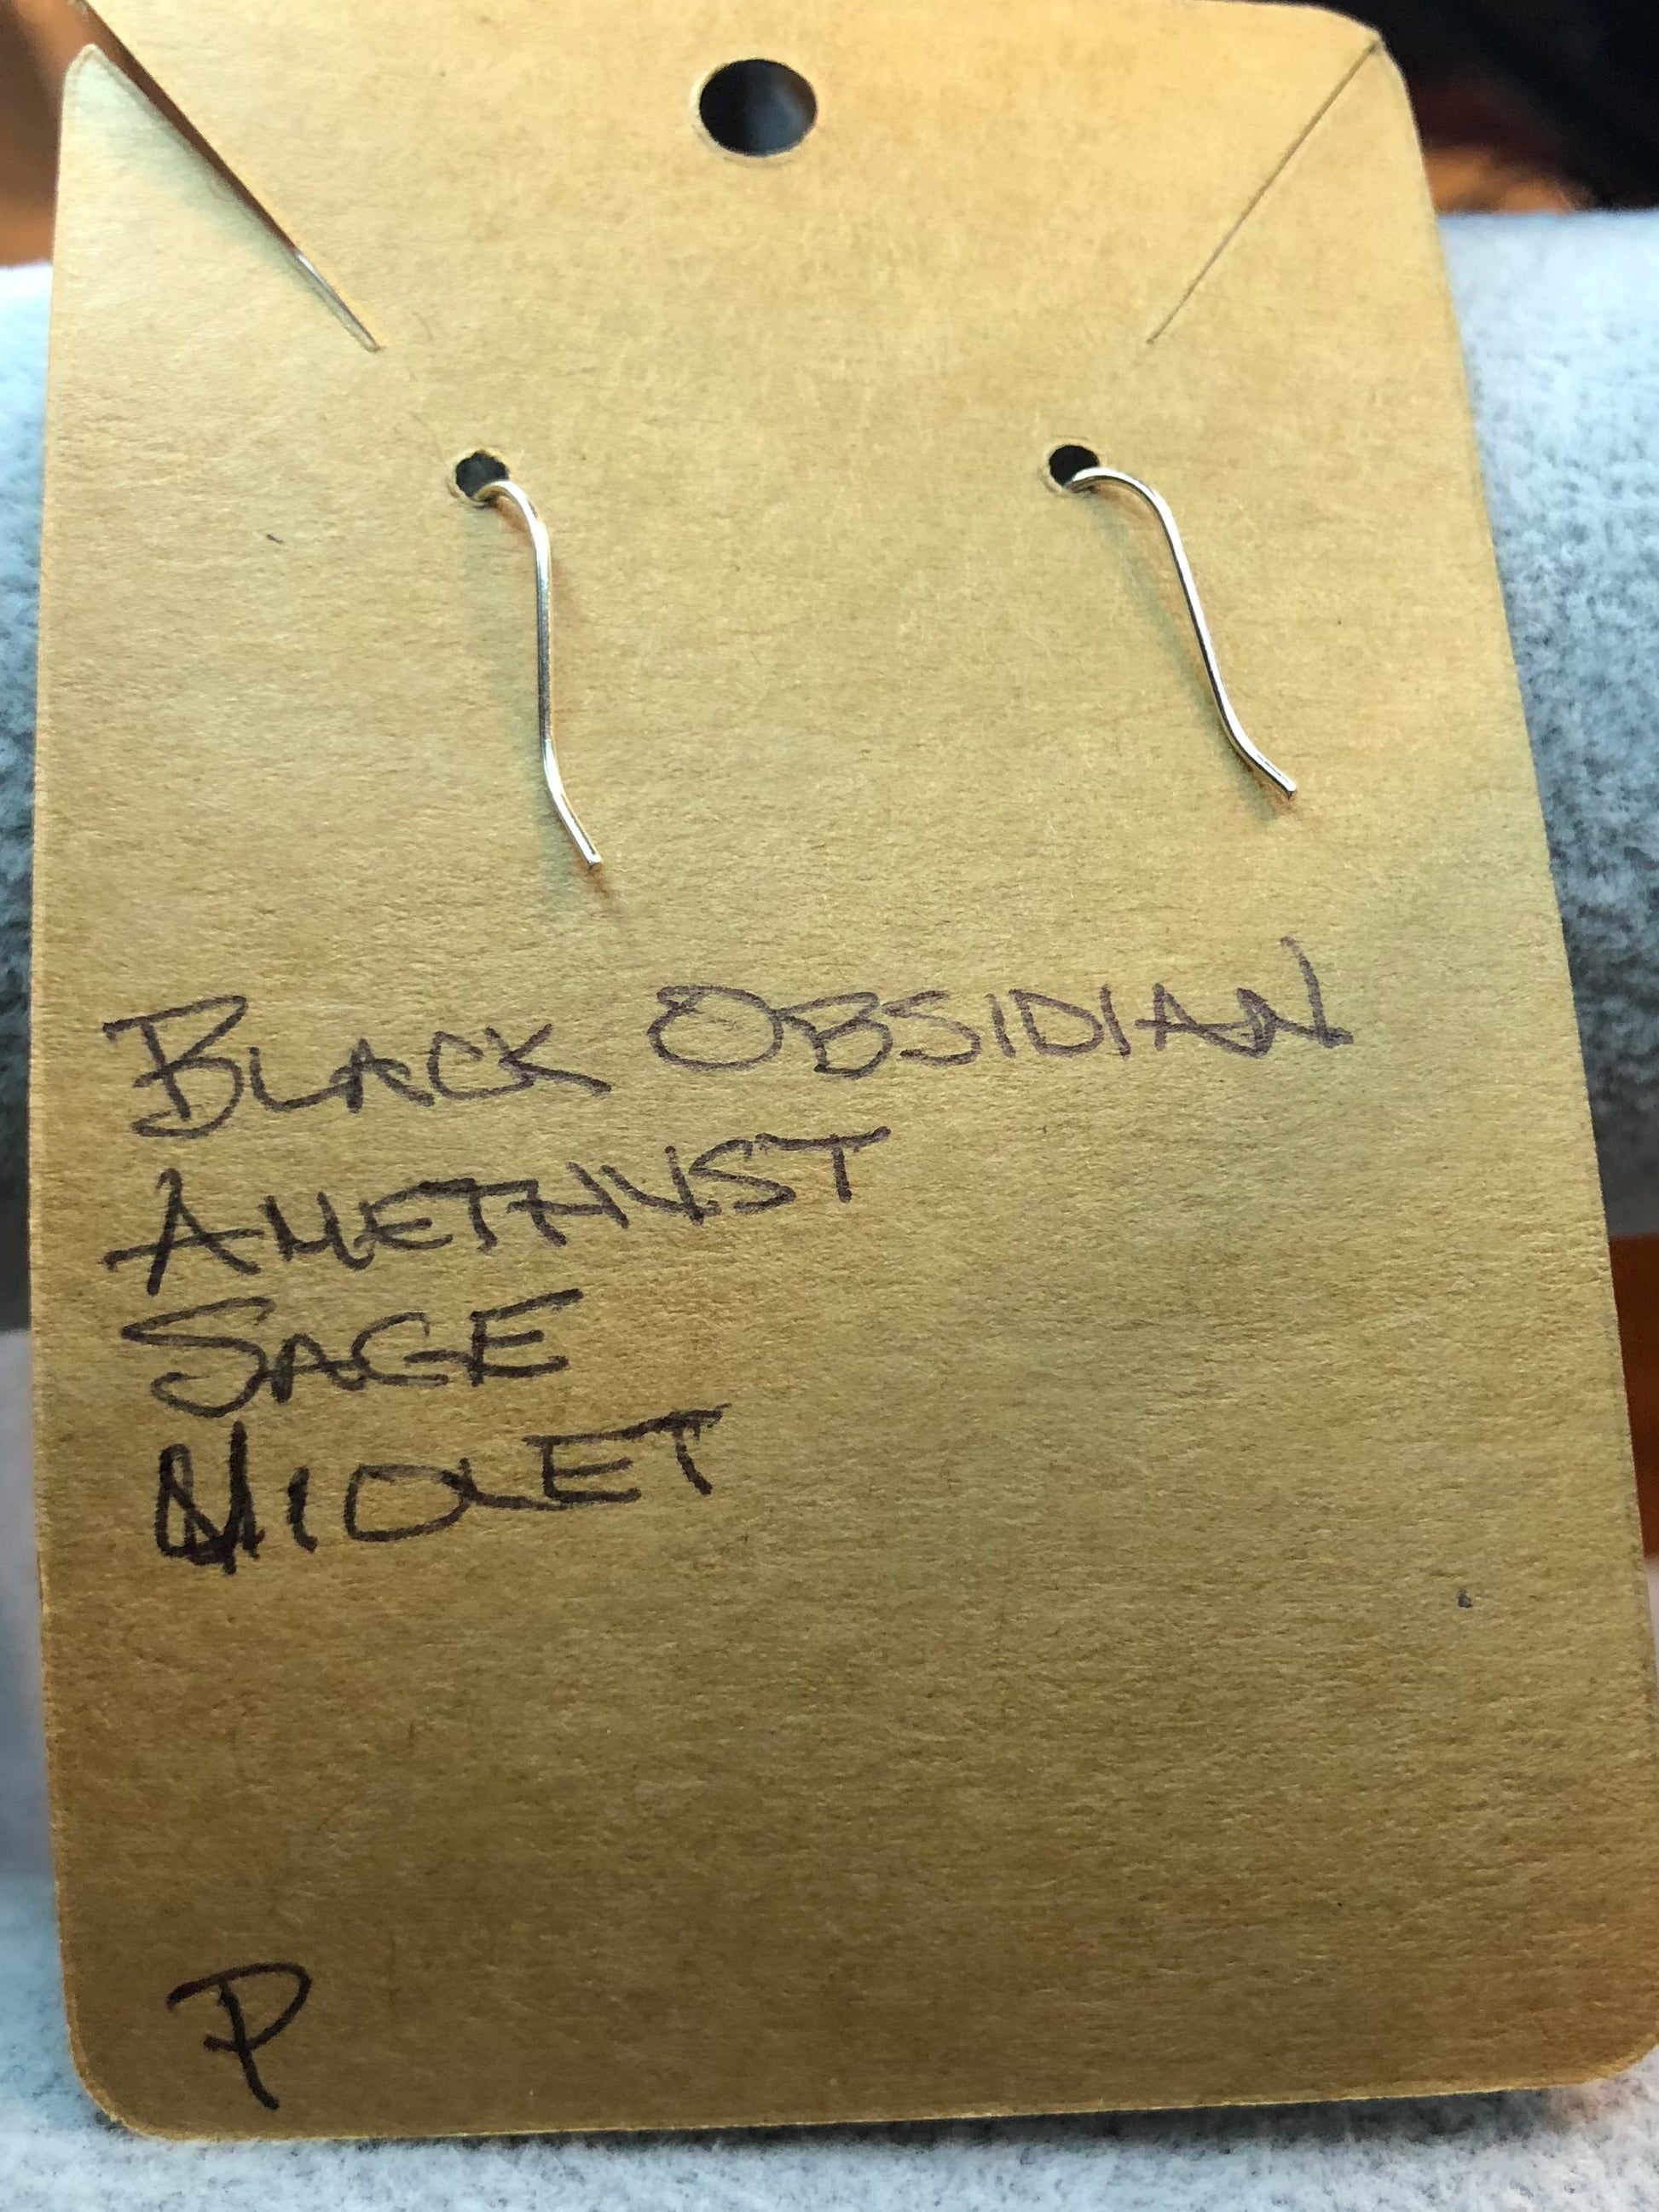 BLACK OBSIDIAN
AMETHYST
SAGE
VIOLET
P